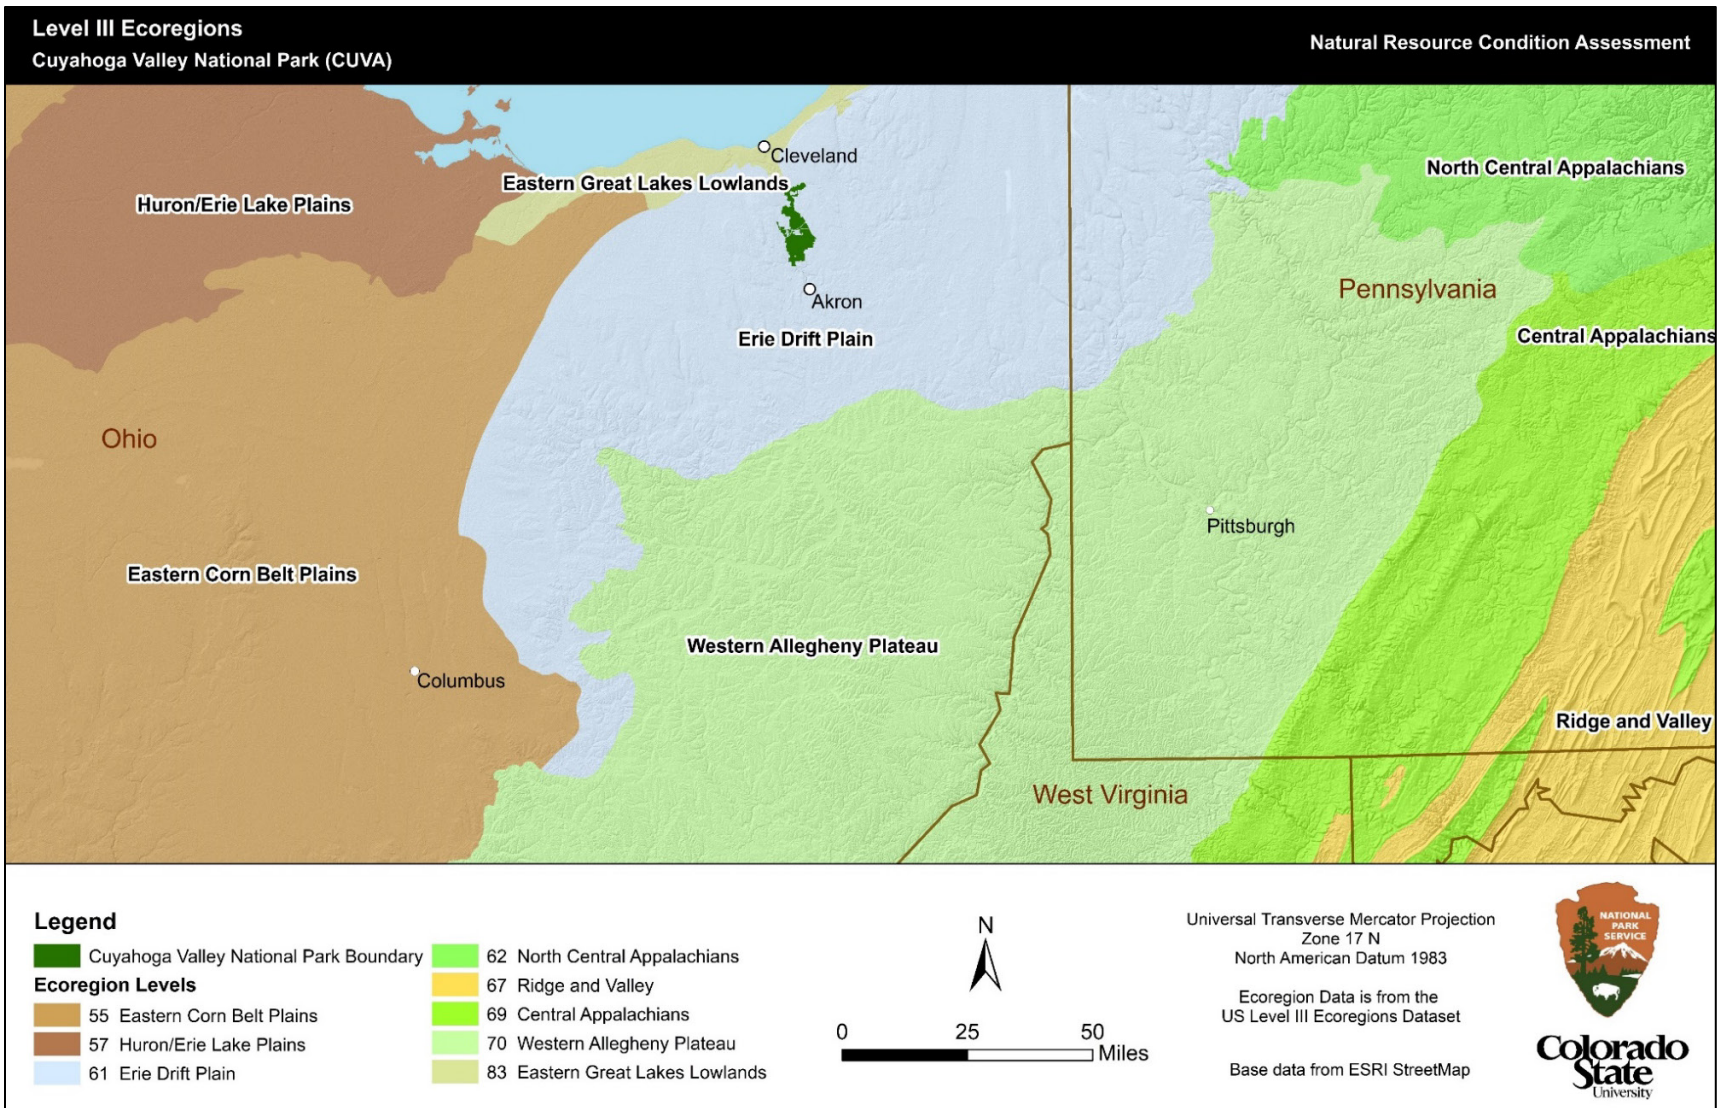 Level III Ecoregions
Cuyahoga Valley National Park (CUVA)
Natural Resource Condition Assessment
Cleveland
North Central Appalachians
Eastern Great Lakes Lowlands
Huron/Erie Lake Plains
Pennsylvania
Akron
Erie Drift Plain
Central Appalachians
Ohio
Pittsburgh
Eastern Corn Belt Plains
Western Allegheny Plateau
Columbus
Ridge and Valley
West Virginia
Legend
Cuyahoga Valley National Park Boundary
Ecoregion Levels
55 Eastern Corn Belt Plains
57 Huron/Erie Lake Plains
61 Erie Drift Plain
62 North Central Appalachians
67 Ridge and Valley
69 Central Appalachians
70 Western Allegheny Plateau
83 Eastern Great Lakes Lowlands
N
0 25 50
Miles
Universal Transverse Mercator Projection
Zone 17 N
North American Datum 1983
Ecoregion Data is from the
US Level III Ecoregions Dataset
Base data from ESRI StreetMap
NATIONAL
PARK
SERVICE
Colorado
State
University